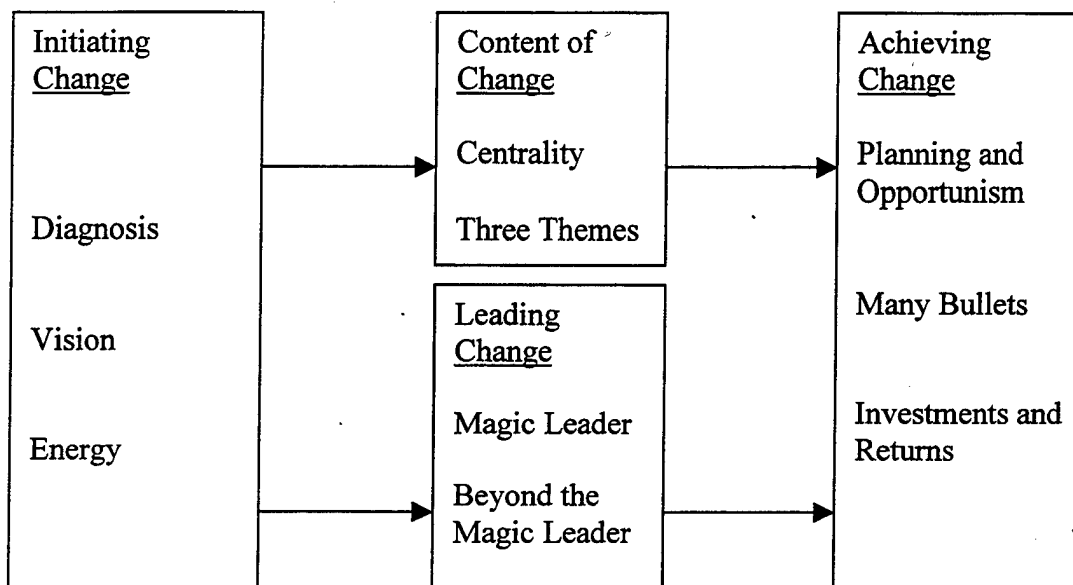 Initiating
Change
Diagnosis
Vision
Energy
Content of
Change
Centrality
Three Themes
Leading
Change
Magic Leader
Beyond the
Magic Leader
Achieving
Change
Planning and
Opportunism
Many Bullets
Investments and
Returns